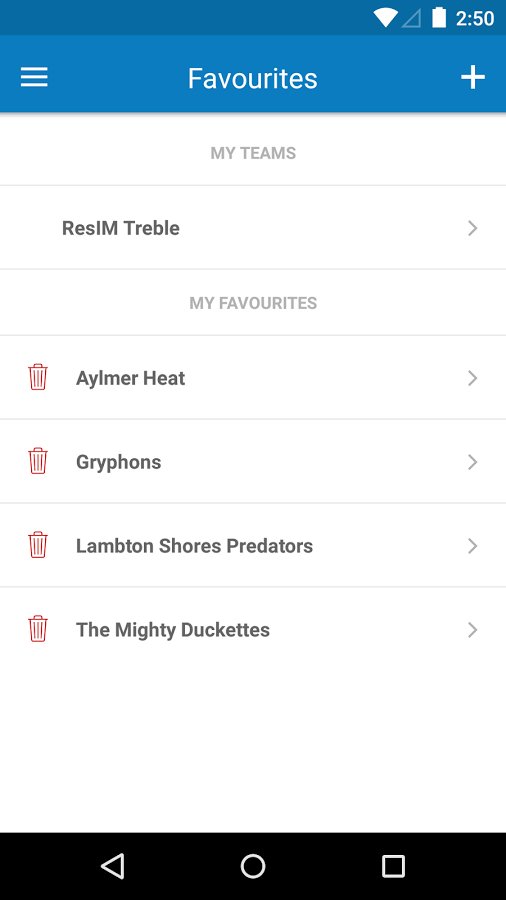 2:50
Favourites
MY TEAMS
ResIM Treble
MY FAVOURITES
Aylmer Heat
Gryphons
Lambton Shores Predators
The Mighty Duckettes